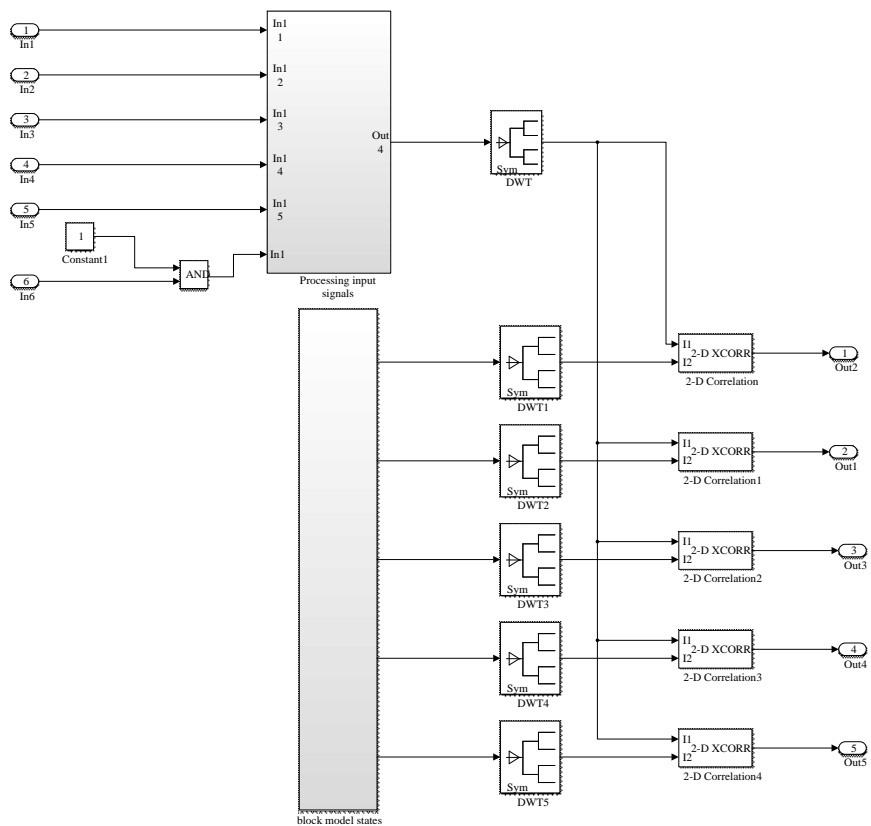 1
In1
2
In2
3
In3
4
In4
5
In5
1
Constant1
6
In6
AND
In1
1
In1
2
In1
3
In1
4
In1
5
In1
Out
4
Processing input
signals
Sym
DWT
block model states
Sym
DWT1
Sym
DWT2
Sym
DWT3
Sym
DWT4
Sym
DWT5
I1
2-D XCORR
I2
2-D Correlation
I1
2-D XCORR
I2
2-D Correlation1
I1
2-D XCORR
I2
2-D Correlation2
I1
2-D XCORR
I2
2-D Correlation3
I1
2-D XCORR
I2
2-D Correlation4
1
Out2
2
Out1
3
Out3
4
Out4
5
Out5